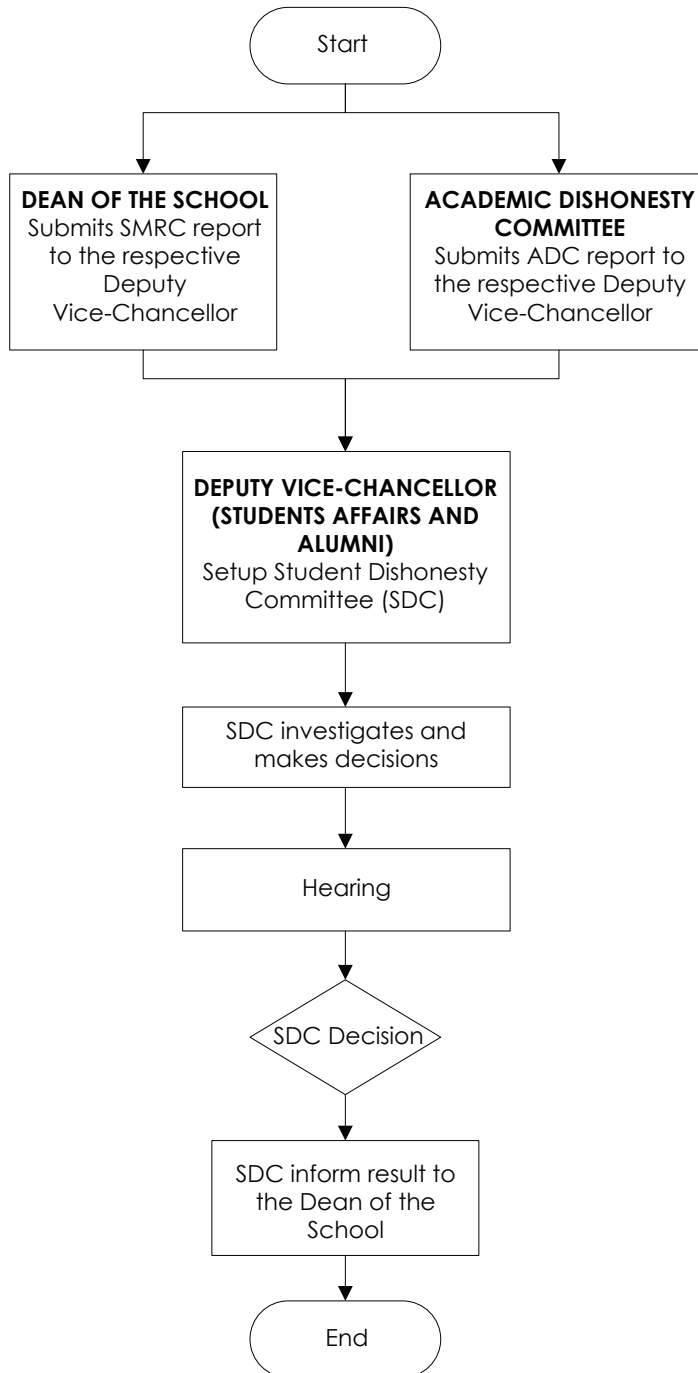 Start
DEAN OF THE SCHOOL
Submits SMRC report
to the respective
Deputy
Vice-Chancellor
ACADEMIC DISHONESTY
COMMITTEE
Submits ADC report to
the respective Deputy
Vice-Chancellor
DEPUTY VICE-CHANCELLOR
(STUDENTS AFFAIRS AND
ALUMNI)
Setup Student Dishonesty
Committee (SDC)
SDC investigates and
makes decisions
Hearing
SDC Decision
SDC inform result to
the Dean of the
School
End